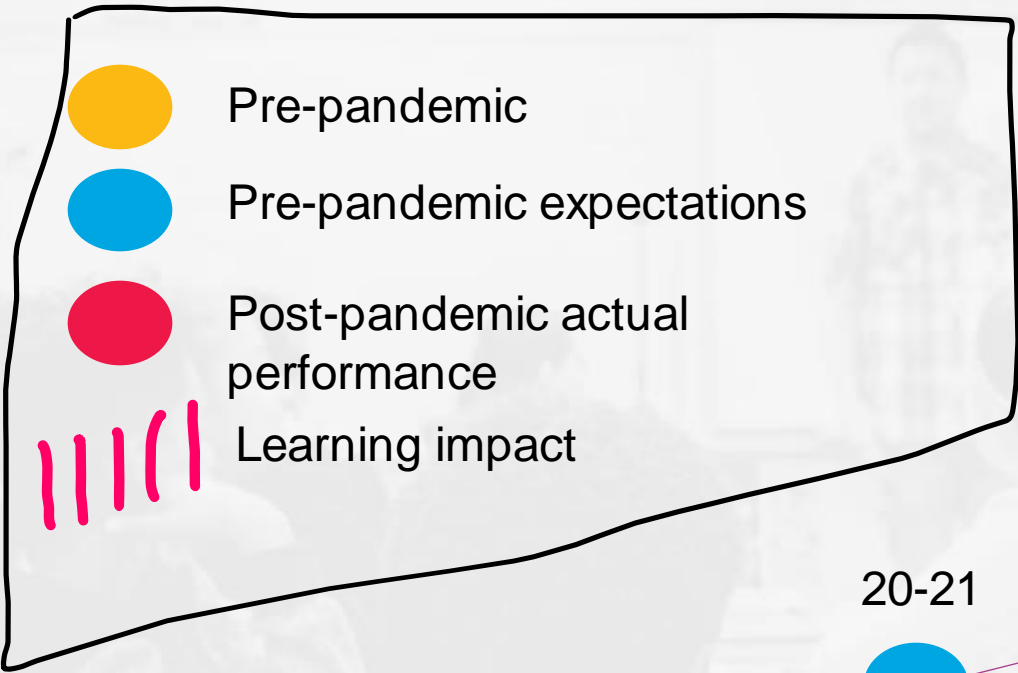 Pre-pandemic
Pre-pandemic expectations
Post-pandemic actual
performance
Learning impact
20-21